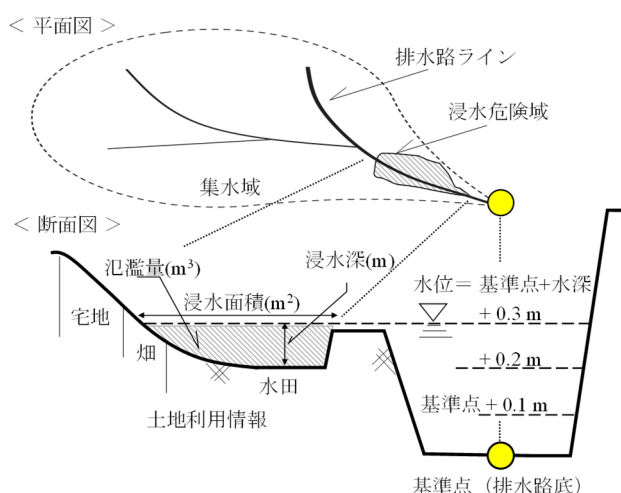 < 平面図 >
排水路ライン
浸水危険域
集水域
< 断面図 >
氾濫量(m³)
浸水深(m)
浸水面積(m²)
水位＝ 基準点+水深
宅地
畑
水田
土地利用情報
+ 0.3 m
+ 0.2 m
基準点 + 0.1 m
基準点（排水路底）